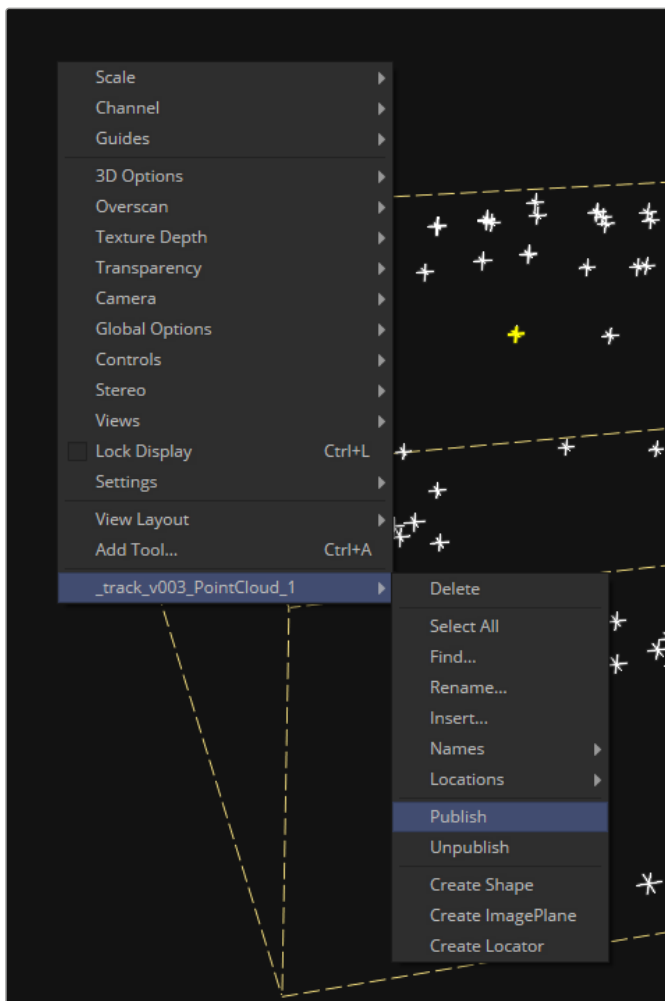 Scale
Channel
Guides
3D Options
Overscan
Texture Depth
Transparency
Camera
Global Options
Controls
Stereo
Views
Lock Display Ctrl+L
Settings
View Layout
Add Tool... Ctrl+A
_track_v003_PointCloud_1
Delete
Select All
Find...
Rename...
Insert...
Names
Locations
Publish
Unpublish
Create Shape
Create ImagePlane
Create Locator